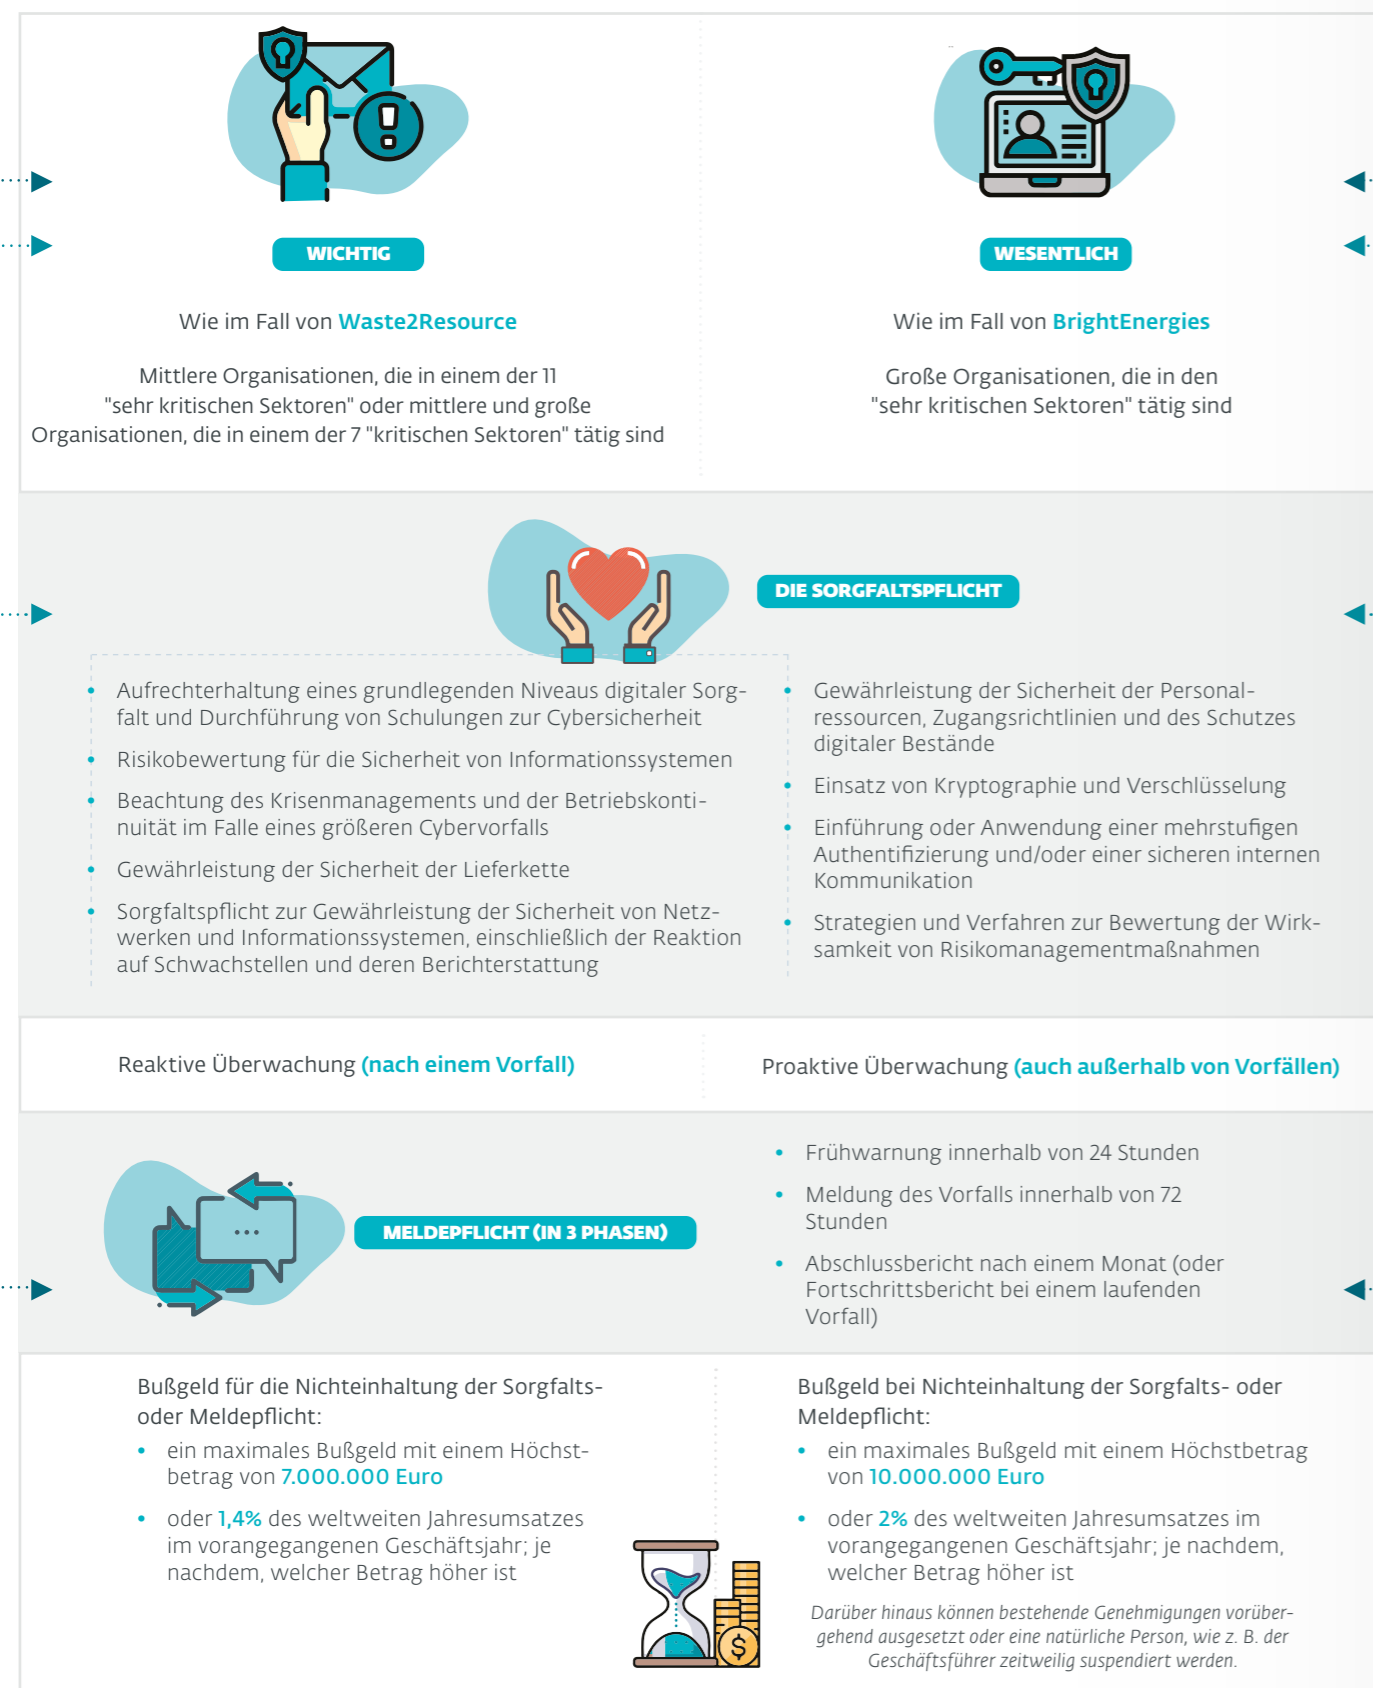 WICHTIG
Wie im Fall von Waste2Resource
Mittlere Organisationen, die in einem der 11
"sehr kritischen Sektoren" oder mittlere und große
Organisationen, die in einem der 7 "kritischen Sektoren" tätig sind
WESENTLICH
Wie im Fall von BrightEnergies
Große Organisationen, die in den
"sehr kritischen Sektoren" tätig sind
DIE SORGFALTSPFLICHT
• Aufrechterhaltung eines grundlegenden Niveaus digitaler Sorg-
falt und Durchführung von Schulungen zur Cybersicherheit
• Risikobewertung für die Sicherheit von Informationssystemen
• Beachtung des Krisenmanagements und der Betriebskonti-
nuität im Falle eines größeren Cybervorfalls
• Gewährleistung der Sicherheit der Lieferkette
• Sorgfaltspflicht zur Gewährleistung der Sicherheit von Netz-
werken und Informationssystemen, einschließlich der Reaktion
auf Schwachstellen und deren Berichterstattung
• Gewährleistung der Sicherheit der Personal-
ressourcen, Zugangsrichtlinien und des Schutzes
digitaler Bestände
• Einsatz von Kryptographie und Verschlüsselung
• Einführung oder Anwendung einer mehrstufigen
Authentifizierung und/oder einer sicheren internen
Kommunikation
• Strategien und Verfahren zur Bewertung der Wirk-
samkeit von Risikomanagementmaßnahmen
Reaktive Überwachung (nach einem Vorfall)
Proaktive Überwachung (auch außerhalb von Vorfällen)
MELDEPFLICHT (IN 3 PHASEN)
• Frühwarnung innerhalb von 24 Stunden
• Meldung des Vorfalls innerhalb von 72
Stunden
• Abschlussbericht nach einem Monat (oder
Fortschrittsbericht bei einem laufenden
Vorfall)
Bußgeld für die Nichteinhaltung der Sorgfalts-
oder Meldepflicht:
• ein maximales Bußgeld mit einem Höchst-
betrag von 7.000.000 Euro
• oder 1,4% des weltweiten Jahresumsatzes
im vorangegangenen Geschäftsjahr; je
nachdem, welcher Betrag höher ist
Bußgeld bei Nichteinhaltung der Sorgfalts- oder
Meldepflicht:
• ein maximales Bußgeld mit einem Höchstbetrag
von 10.000.000 Euro
• oder 2% des weltweiten Jahresumsatzes im
vorangegangenen Geschäftsjahr; je nachdem,
welcher Betrag höher ist
Darüber hinaus können bestehende Genehmigungen vorüber-
gehend ausgesetzt oder eine natürliche Person, wie z. B. der
Geschäftsführer zeitweilig suspendiert werden.